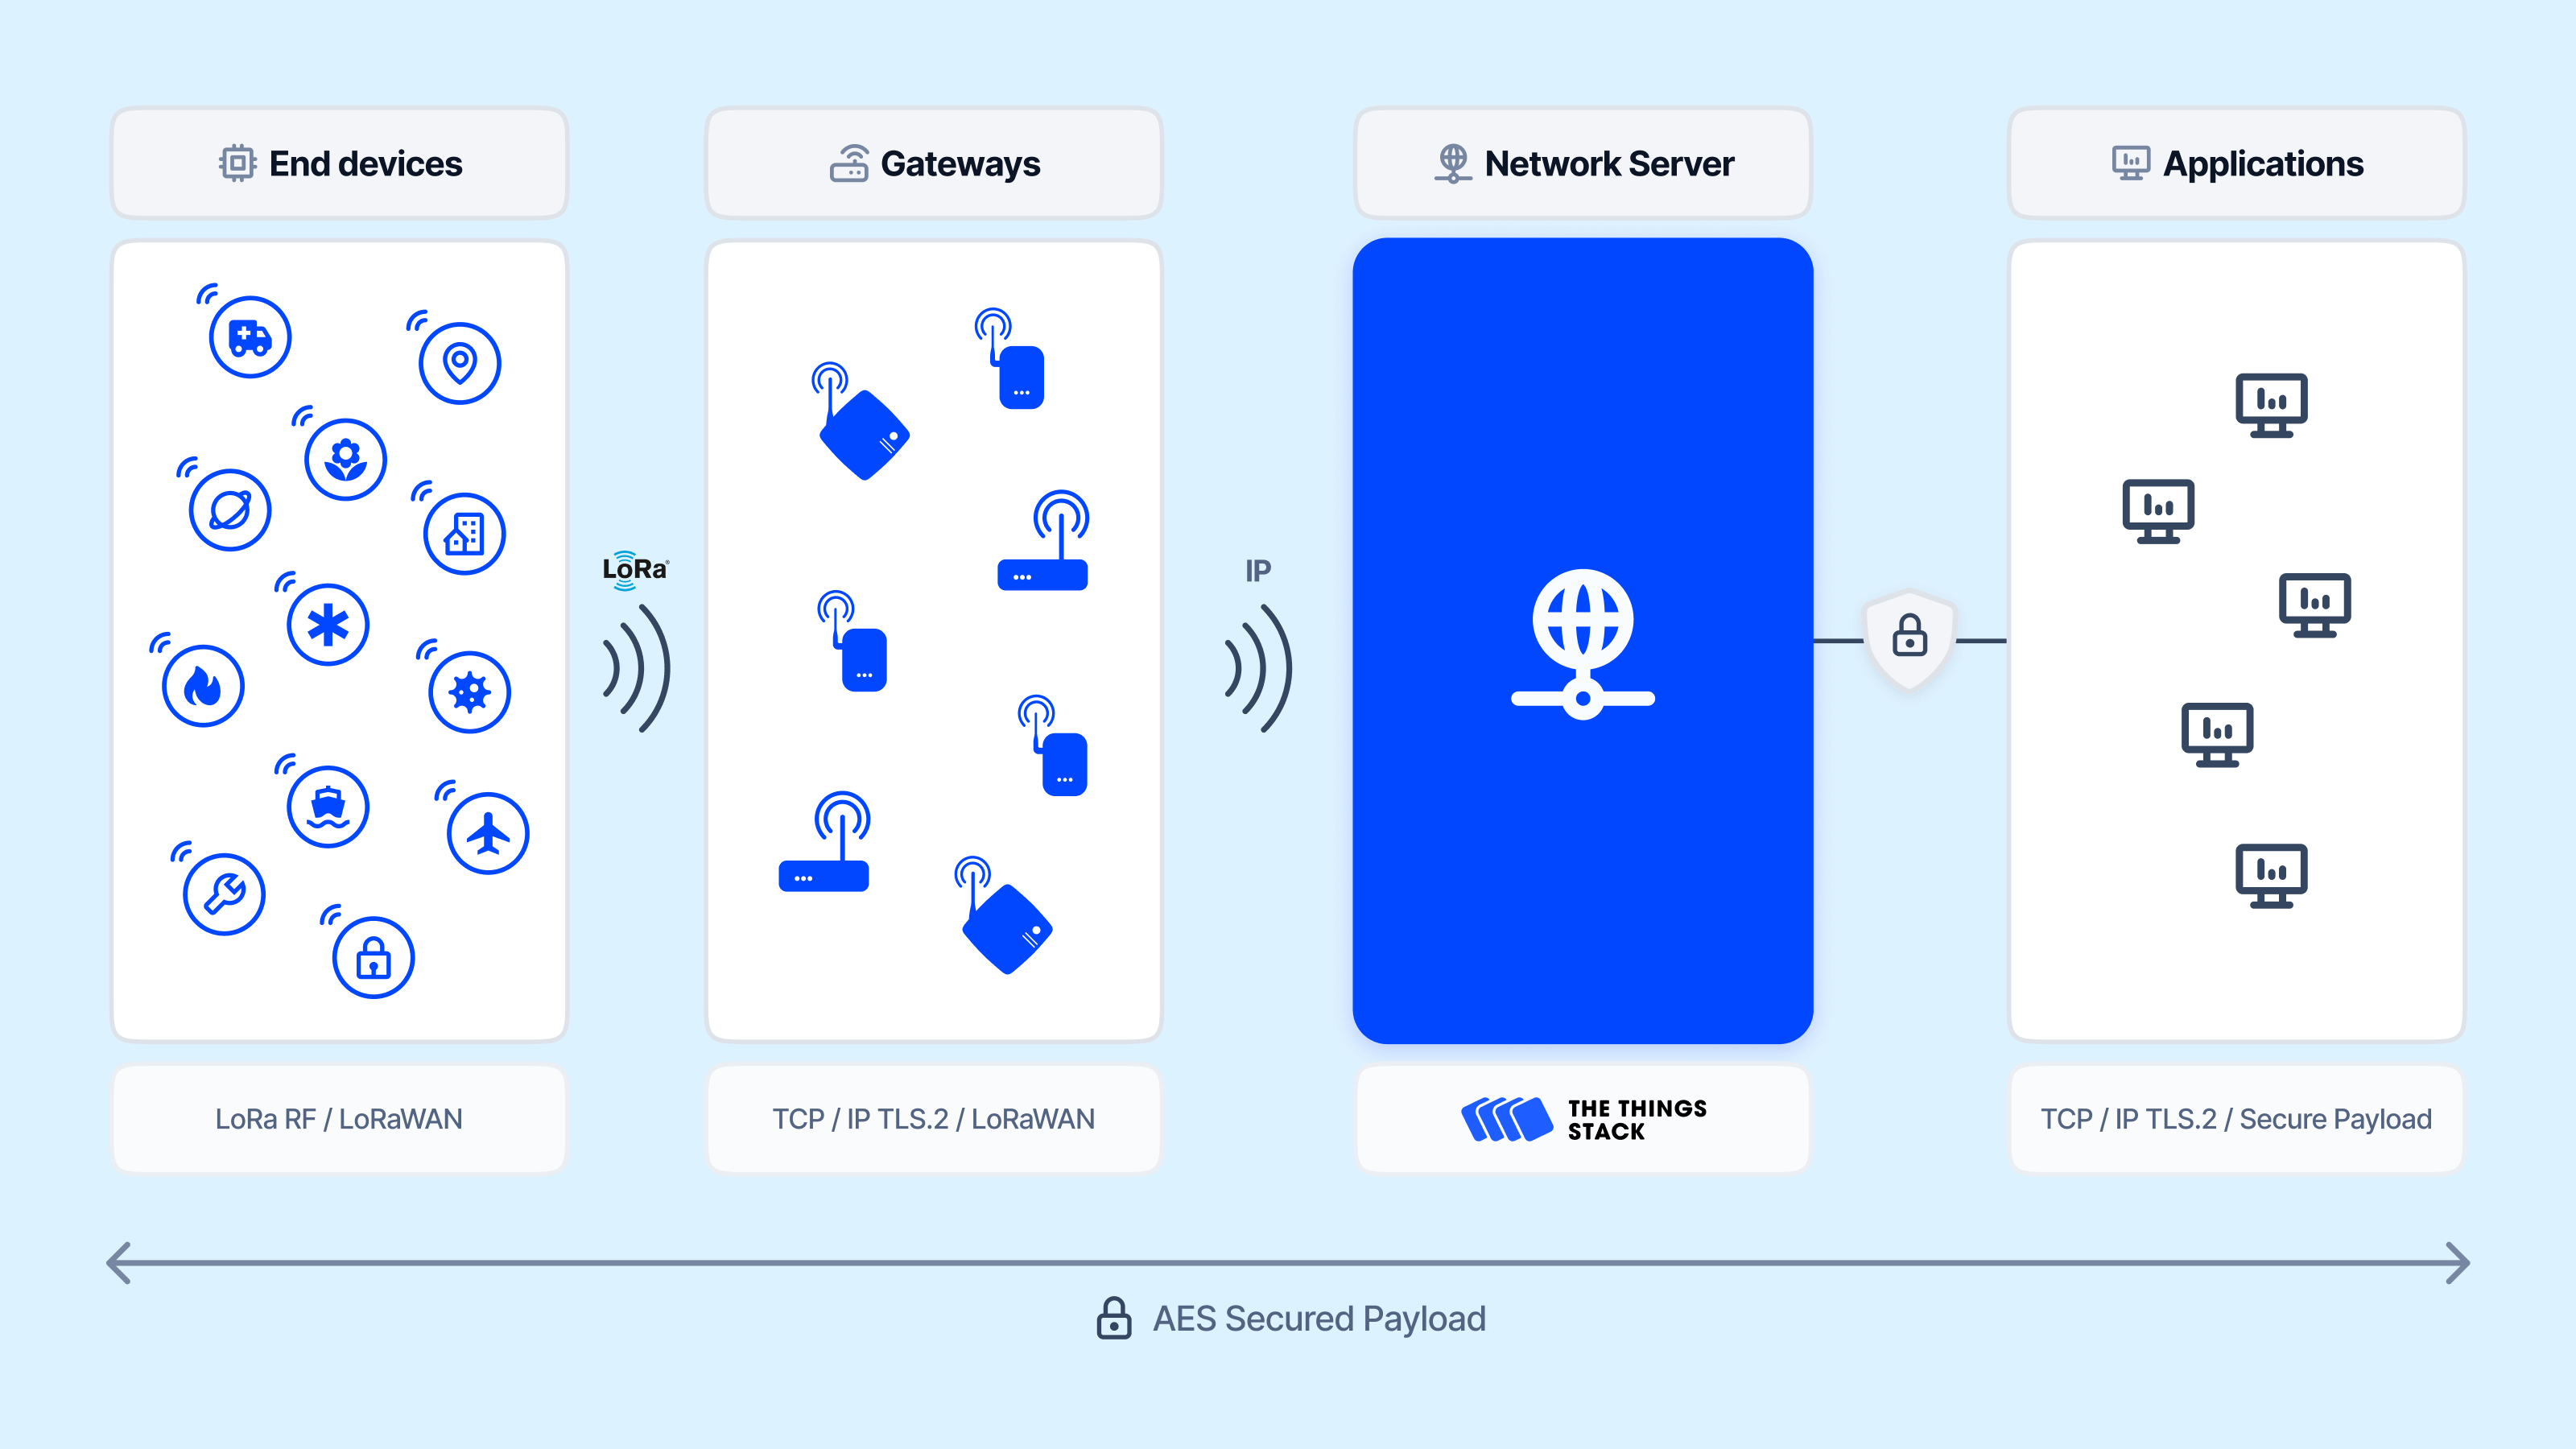 End devices
Gateways
Network Server
Applications
LoRa®
IP
LoRa RF / LoRaWAN
TCP / IP TLS.2 / LoRaWAN
THE THINGS
STACK
TCP / IP TLS.2 / Secure Payload
AES Secured Payload